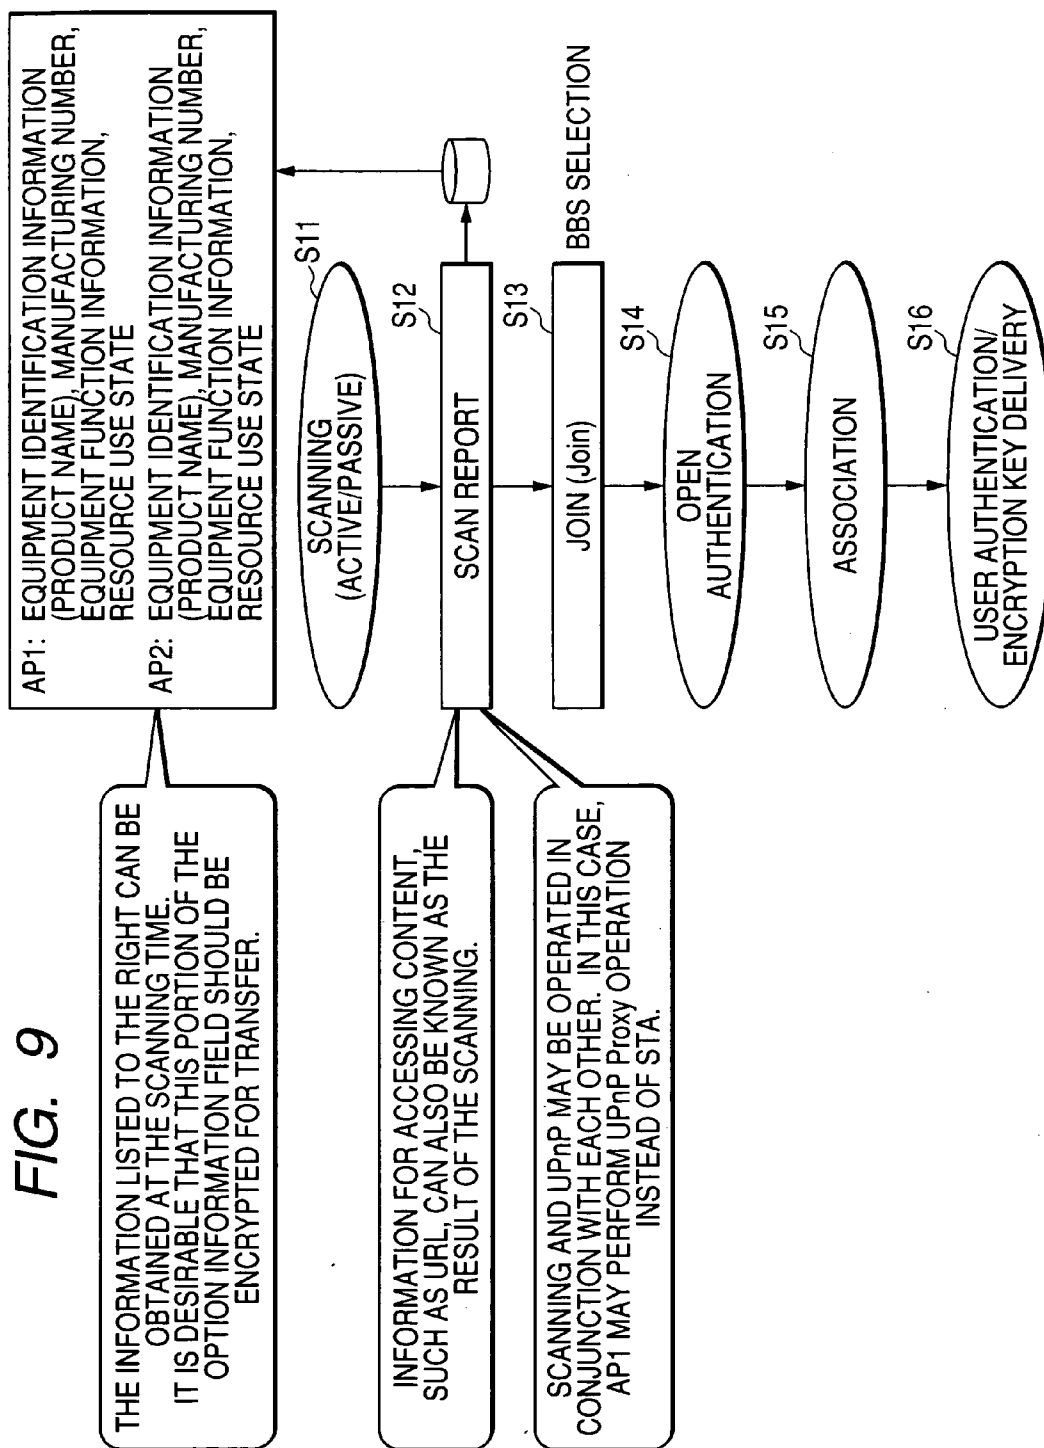 FIG. 9
THE INFORMATION LISTED TO THE RIGHT CAN BE
OBTAINED AT THE SCANNING TIME.
IT IS DESIRABLE THAT THIS PORTION OF THE
OPTION INFORMATION FIELD SHOULD BE
ENCRYPTED FOR TRANSFER.
AP1: EQUIPMENT IDENTIFICATION INFORMATION
(PRODUCT NAME), MANUFACTURING NUMBER,
EQUIPMENT FUNCTION INFORMATION,
RESOURCE USE STATE
AP2: EQUIPMENT IDENTIFICATION INFORMATION
(PRODUCT NAME), MANUFACTURING NUMBER,
EQUIPMENT FUNCTION INFORMATION,
RESOURCE USE STATE
S11
SCANNING
(ACTIVE/PASSIVE)
INFORMATION FOR ACCESSING CONTENT,
SUCH AS URL, CAN ALSO BE KNOWN AS THE
RESULT OF THE SCANNING.
S12
SCAN REPORT
SCANNING AND UPnP MAY BE OPERATED IN
CONJUNCTION WITH EACH OTHER. IN THIS CASE,
AP1 MAY PERFORM UPnP Proxy OPERATION
INSTEAD OF STA.
S13
JOIN (Join)
BBS SELECTION
S14
OPEN
AUTHENTICATION
S15
ASSOCIATION
S16
USER AUTHENTICATION/
ENCRYPTION KEY DELIVERY